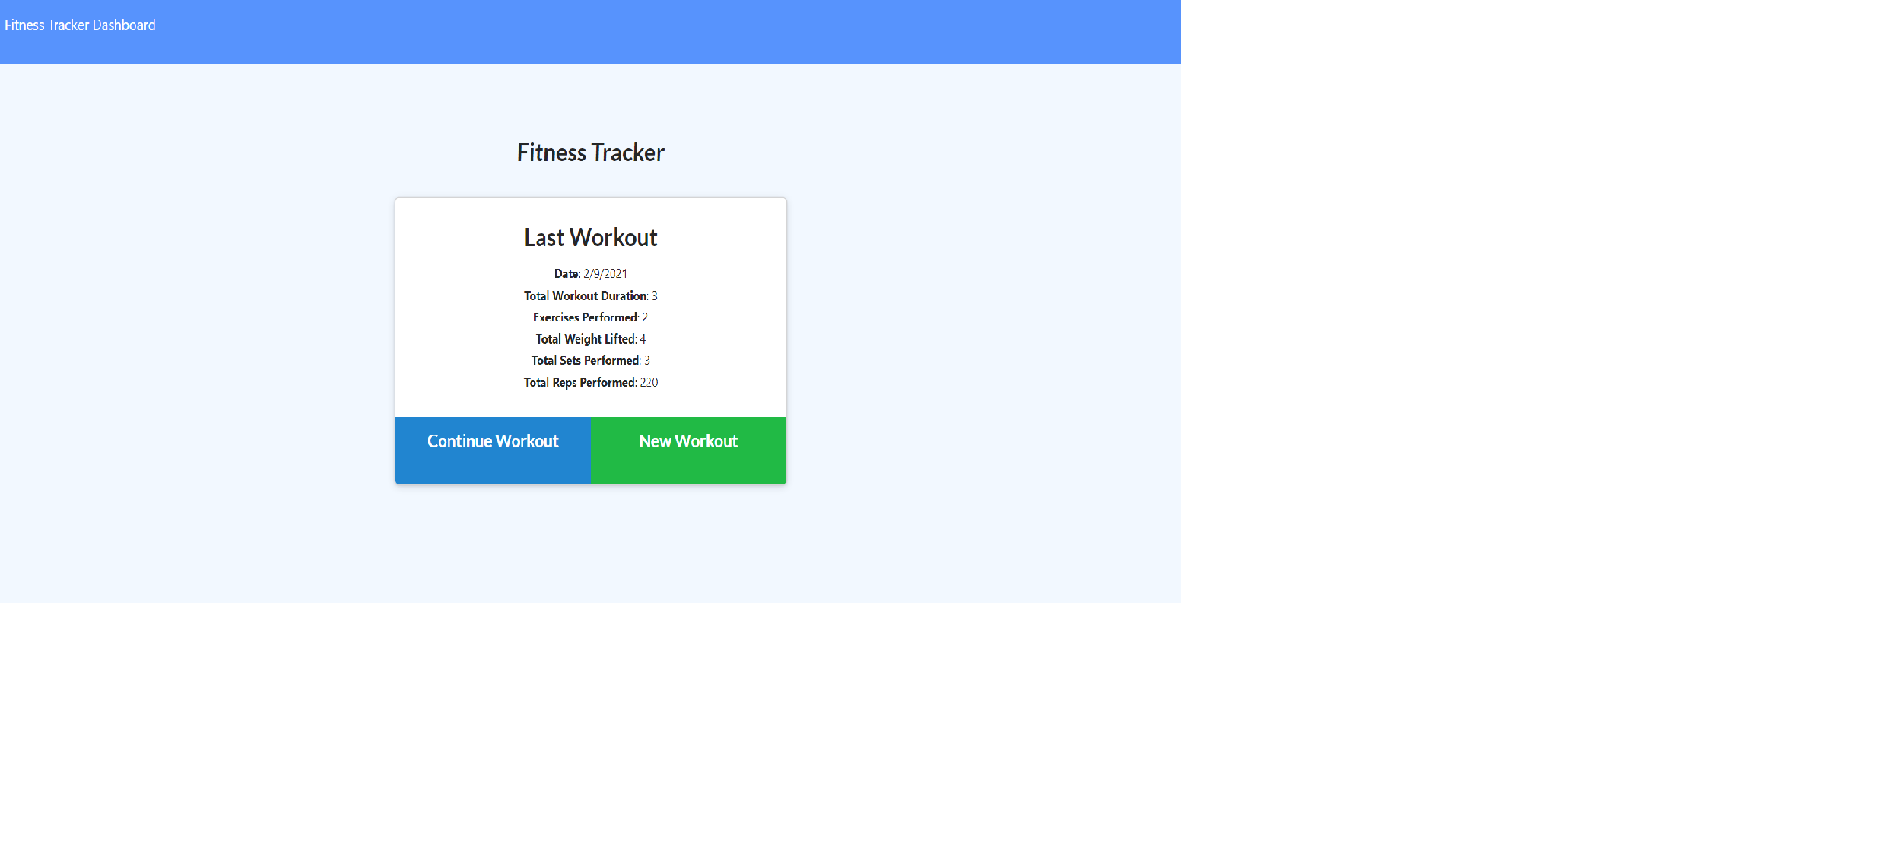 Fitness Tracker Dashboard
Fitness Tracker
Last Workout
Date: 2/9/2021
Total Workout Duration: 3
Exercises Performed: 2
Total Weight Lifted: 4
Total Sets Performed: 3
Total Reps Performed: 220
Continue Workout
New Workout